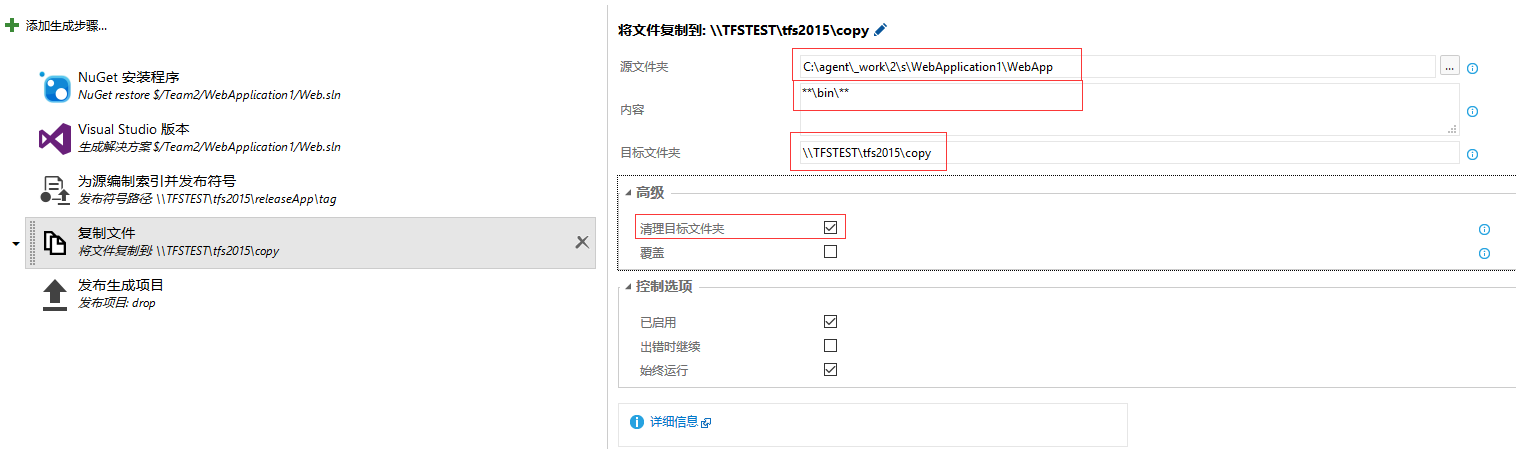 添加生成步骤...
NuGet 安装程序
NuGet restore $/Team2/WebApplication1/Web.sln
Visual Studio 版本
生成解决方案 $/Team2/WebApplication1/Web.sln
为源编制索引并发布符号
发布符号路径: \\TFSTEST\tfs2015\releaseApp\tag
复制文件
将文件复制到: \\TFSTEST\tfs2015\copy
发布生成项目
发布项目: drop
将文件复制到: \\TFSTEST\tfs2015\copy
源文件夹 C:\agent\_work\2\s\WebApplication1\WebApp ...
内容 **\bin\**
目标文件夹 \\TFSTEST\tfs2015\copy
高级
清理目标文件夹
覆盖
控制选项
已启用
出错时继续
始终运行
详细信息